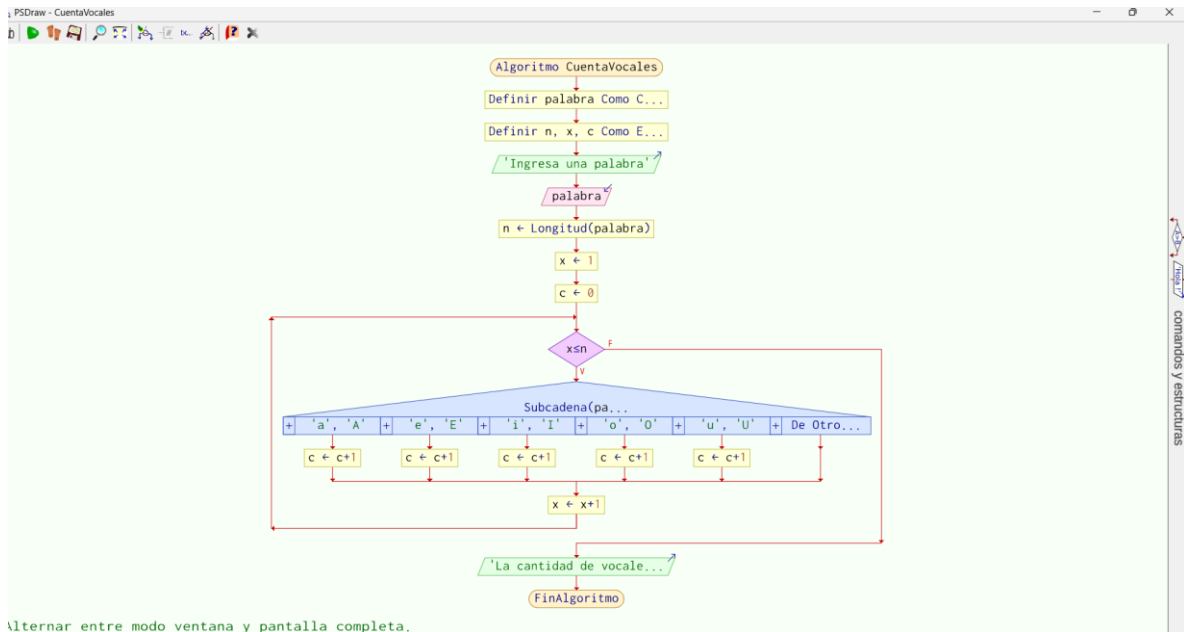 PSDraw - CuentaVocales
Algoritmo CuentaVocales
Definir palabra Como C...
Definir n, x, c Como E...
'Ingresa una palabra'
palabra
n ← Longitud(palabra)
x ← 1
c ← 0
x≤n
F
V
Subcadena(pa...
+ 'a', 'A' + 'e', 'E' + 'i', 'I' + 'o', 'O' + 'u', 'U' + De Otro...
c ← c+1 c ← c+1 c ← c+1 c ← c+1 c ← c+1
x ← x+1
'La cantidad de vocale...
FinAlgoritmo
Alternar entre modo ventana y pantalla completa.
'Hola !'
comandos y estructuras